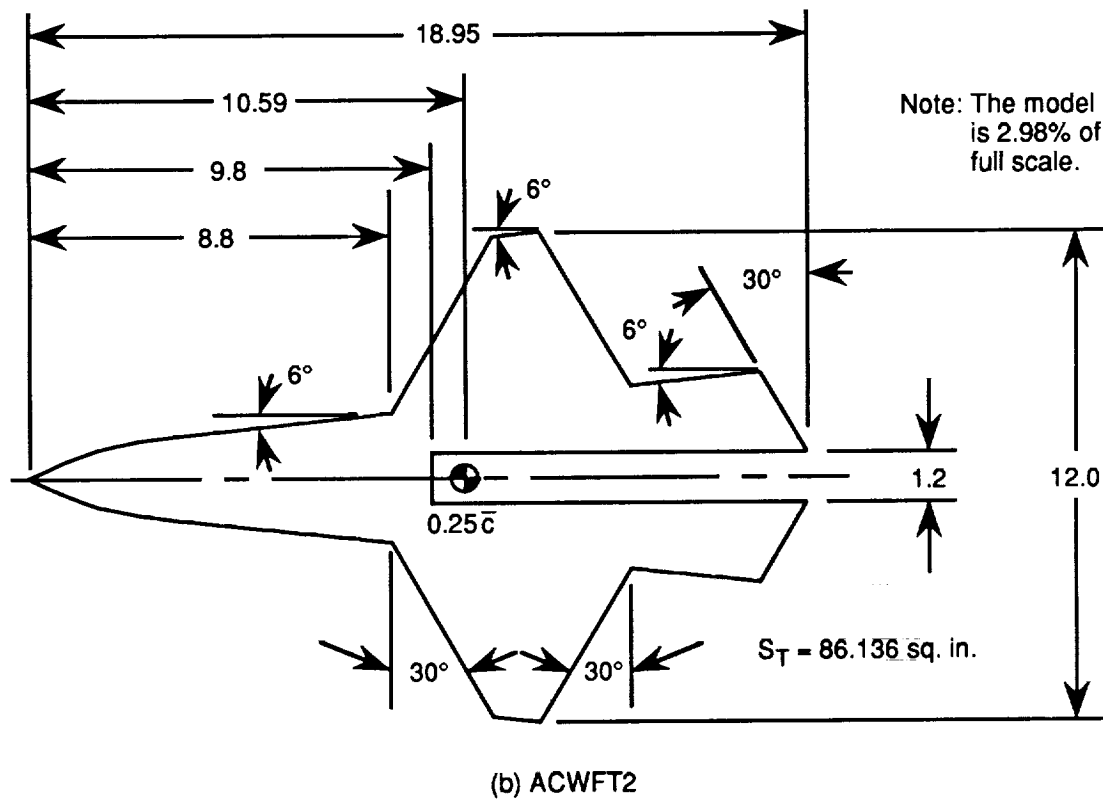 18.95
10.59
Note: The model
is 2.98% of
full scale.
9.8
6°
8.8
30°
6°
6°
1.2
12.0
0.25 c̅
S_T = 86.136 sq. in.
30°
30°
(b) ACWFT2